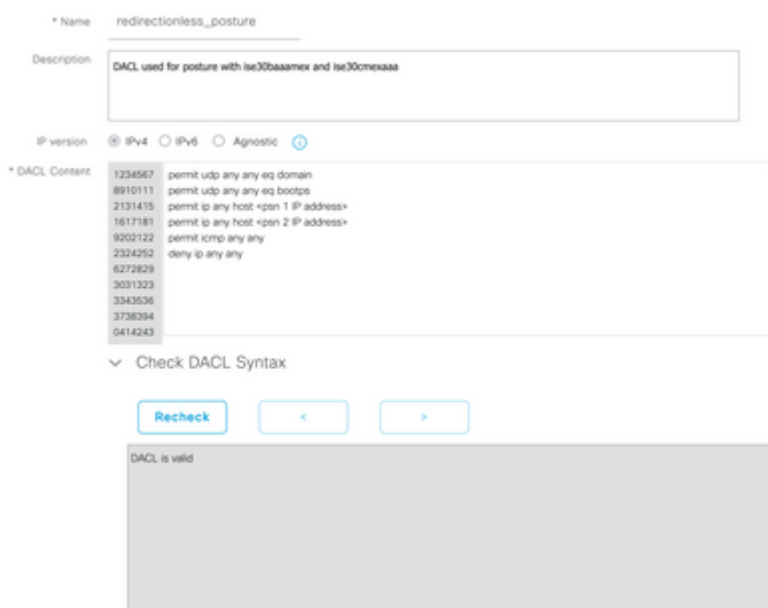 * Name redirectionless_posture
Description DACL used for posture with ise30baaamex and ise30cmexaaa
IP version IPv4 IPv6 Agnostic
* DACL Content 1234567 permit udp any any eq domain
8910111 permit udp any any eq bootps
2131415 permit ip any host <psn 1 IP address>
1617181 permit ip any host <psn 2 IP address>
9202122 permit icmp any any
2324252 deny ip any any
6272829
3031323
3343536
3738394
0414243
Check DACL Syntax
Recheck < >
DACL is valid